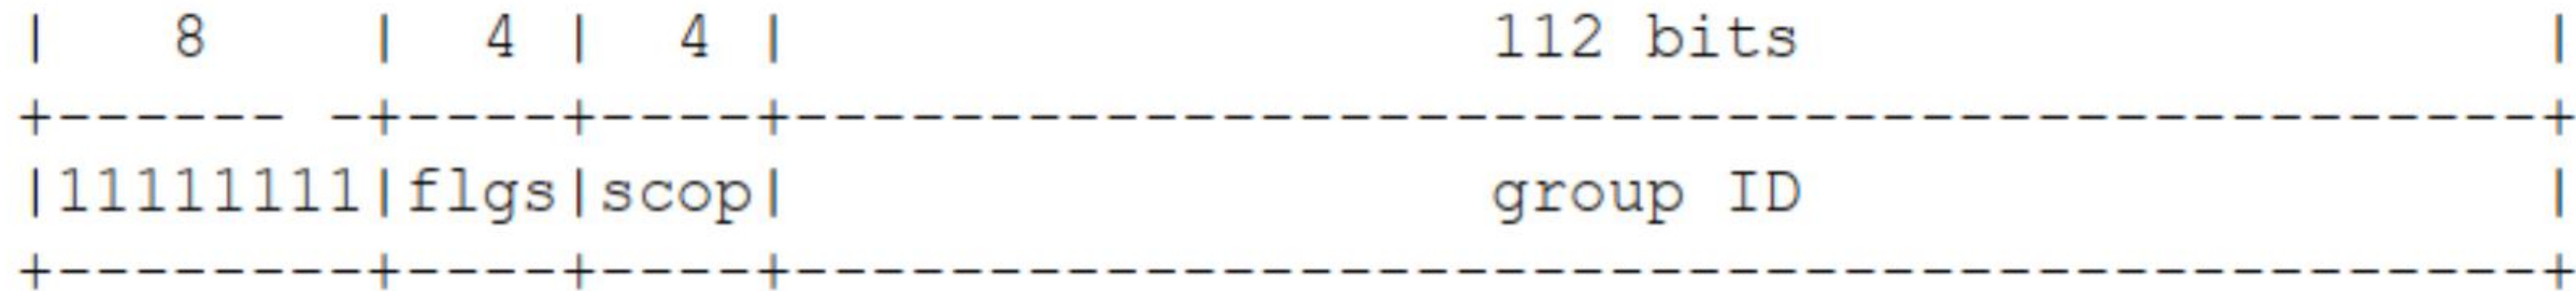 |   8    |  4 |  4 |                  112 bits                   |
+------ -+----+----+---------------------------------------------+
|11111111|flgs|scop|                  group ID                   |
+--------+----+----+---------------------------------------------+